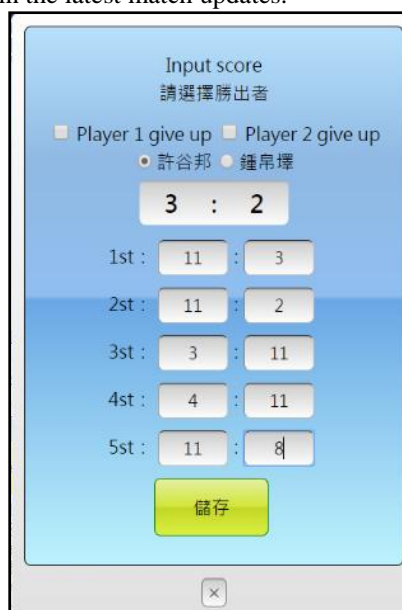 in the latest match updates.
Input score
請選擇勝出者
Player 1 give up Player 2 give up
許谷邦 鍾帛墿
3 : 2
1st : 11 : 3
2st : 11 : 2
3st : 3 : 11
4st : 4 : 11
5st : 11 : 8
儲存
×